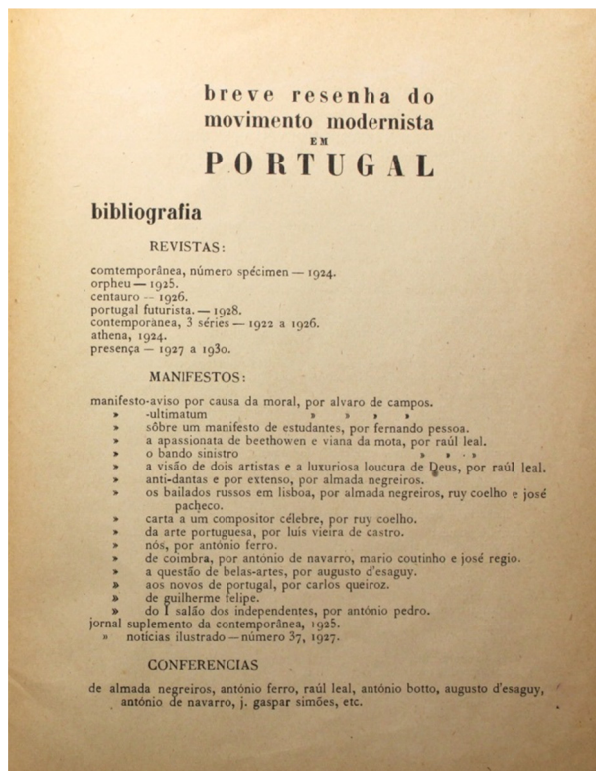 breve resenha do
movimento modernista
EM
PORTUGAL
bibliografia
REVISTAS:
comtemporânea, número spécimen — 1924.
orpheu — 1925.
centauro — 1926.
portugal futurista. — 1928.
contemporànea, 3 séries — 1922 a 1926.
athena, 1924.
presença — 1927 a 1930.
MANIFESTOS:
manifesto-aviso por causa da moral, por alvaro de campos.
» -ultimatum » » » »
» sôbre um manifesto de estudantes, por fernando pessoa.
» a apassionata de beethowen e viana da mota, por raúl leal.
» o bando sinistro » » »
» a visão de dois artistas e a luxuriosa loucura de Deus, por raúl leal.
» anti-dantas e por extenso, por almada negreiros.
» os bailados russos em lisboa, por almada negreiros, ruy coelho e josé
pacheco.
» carta a um compositor célebre, por ruy coelho.
» da arte portuguesa, por luis vieira de castro.
» nós, por antónio ferro.
» de coimbra, por antónio de navarro, mario coutinho e josé regio.
» a questão de belas-artes, por augusto d'esaguy.
» aos novos de portugal, por carlos queiroz.
» de guilherme felipe.
» do I salão dos independentes, por antónio pedro.
jornal suplemento da contemporânea, 1925.
» noticias ilustrado — número 37, 1927.
CONFERENCIAS
de almada negreiros, antónio ferro, raúl leal, antónio botto, augusto d'esaguy,
antónio de navarro, j. gaspar simões, etc.